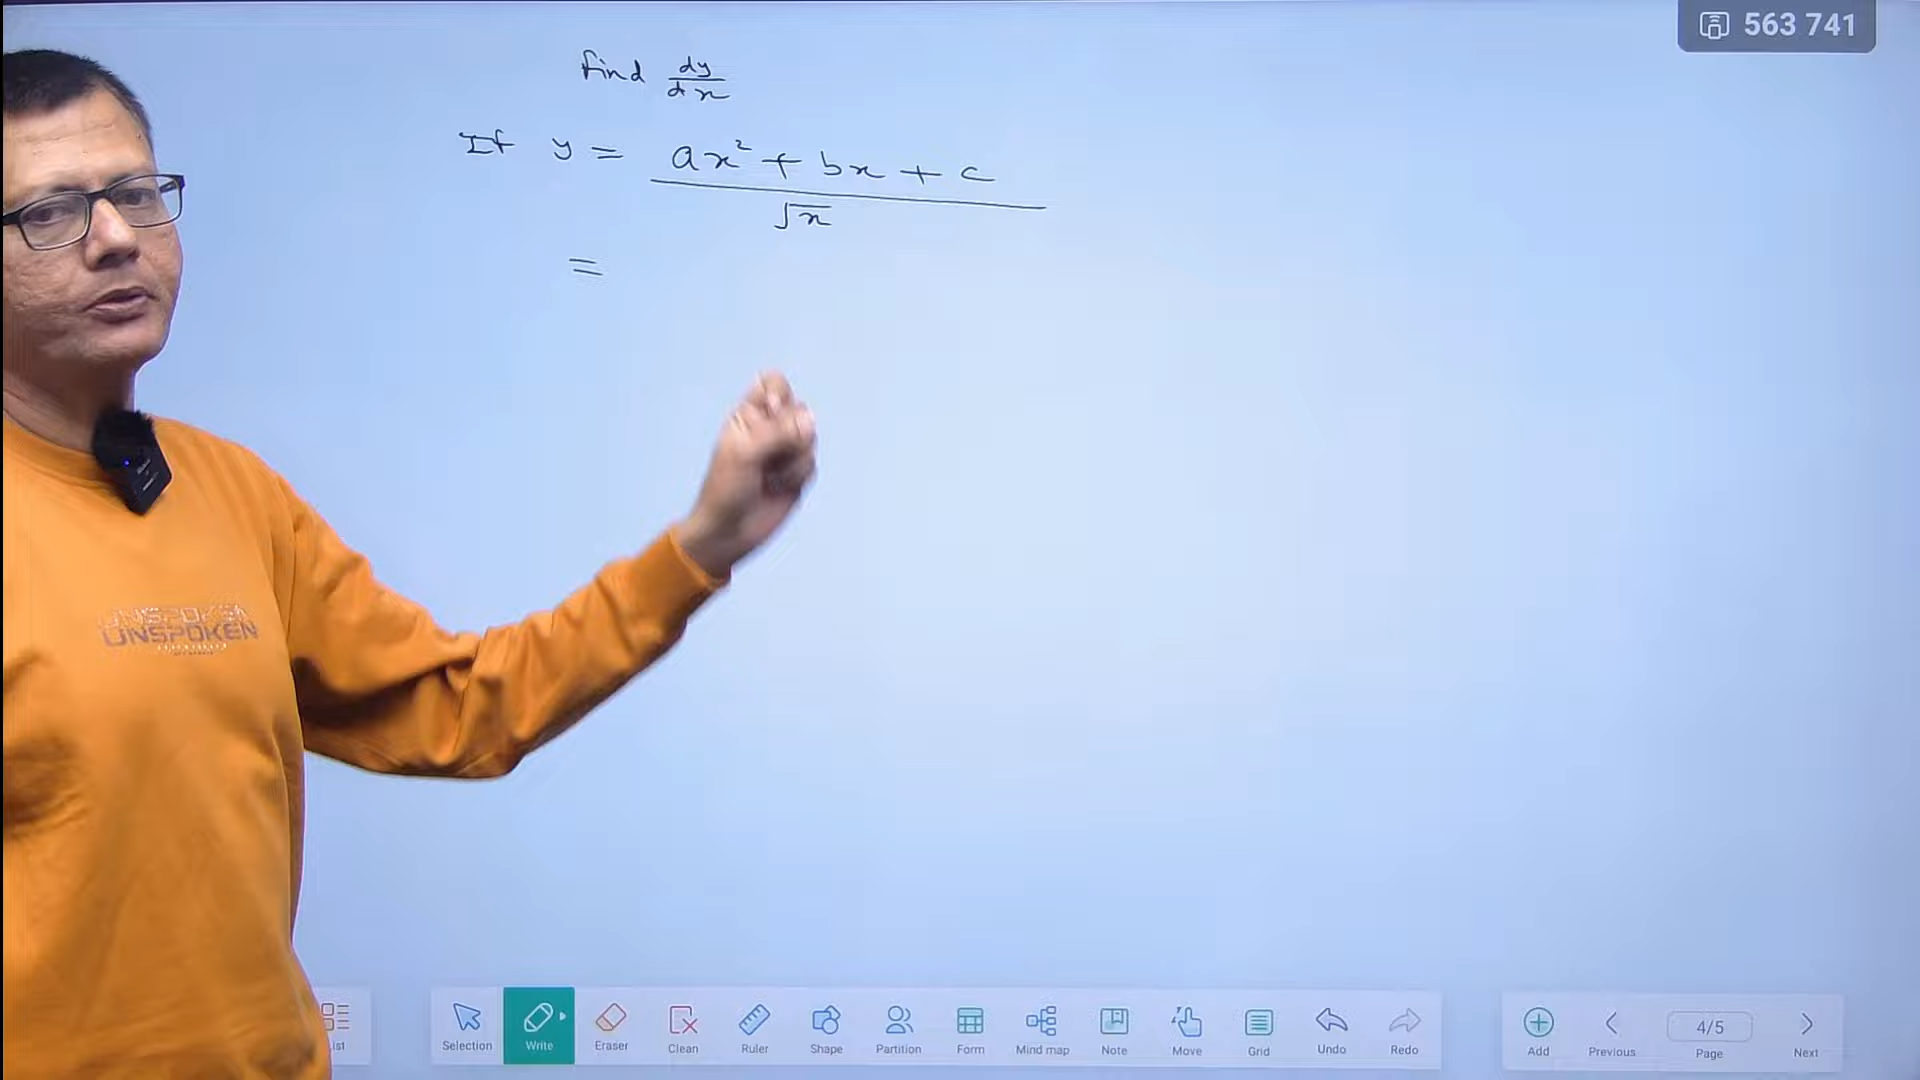 563 741
find dy/dx
If y = ax² + bx + c / √x
=
UNSPOKEN
UNSPOKEN
Selection Write Eraser Clean Ruler Shape Partition Form Mind map Note Move Grid Undo Redo Add Previous 4/5 Page Next